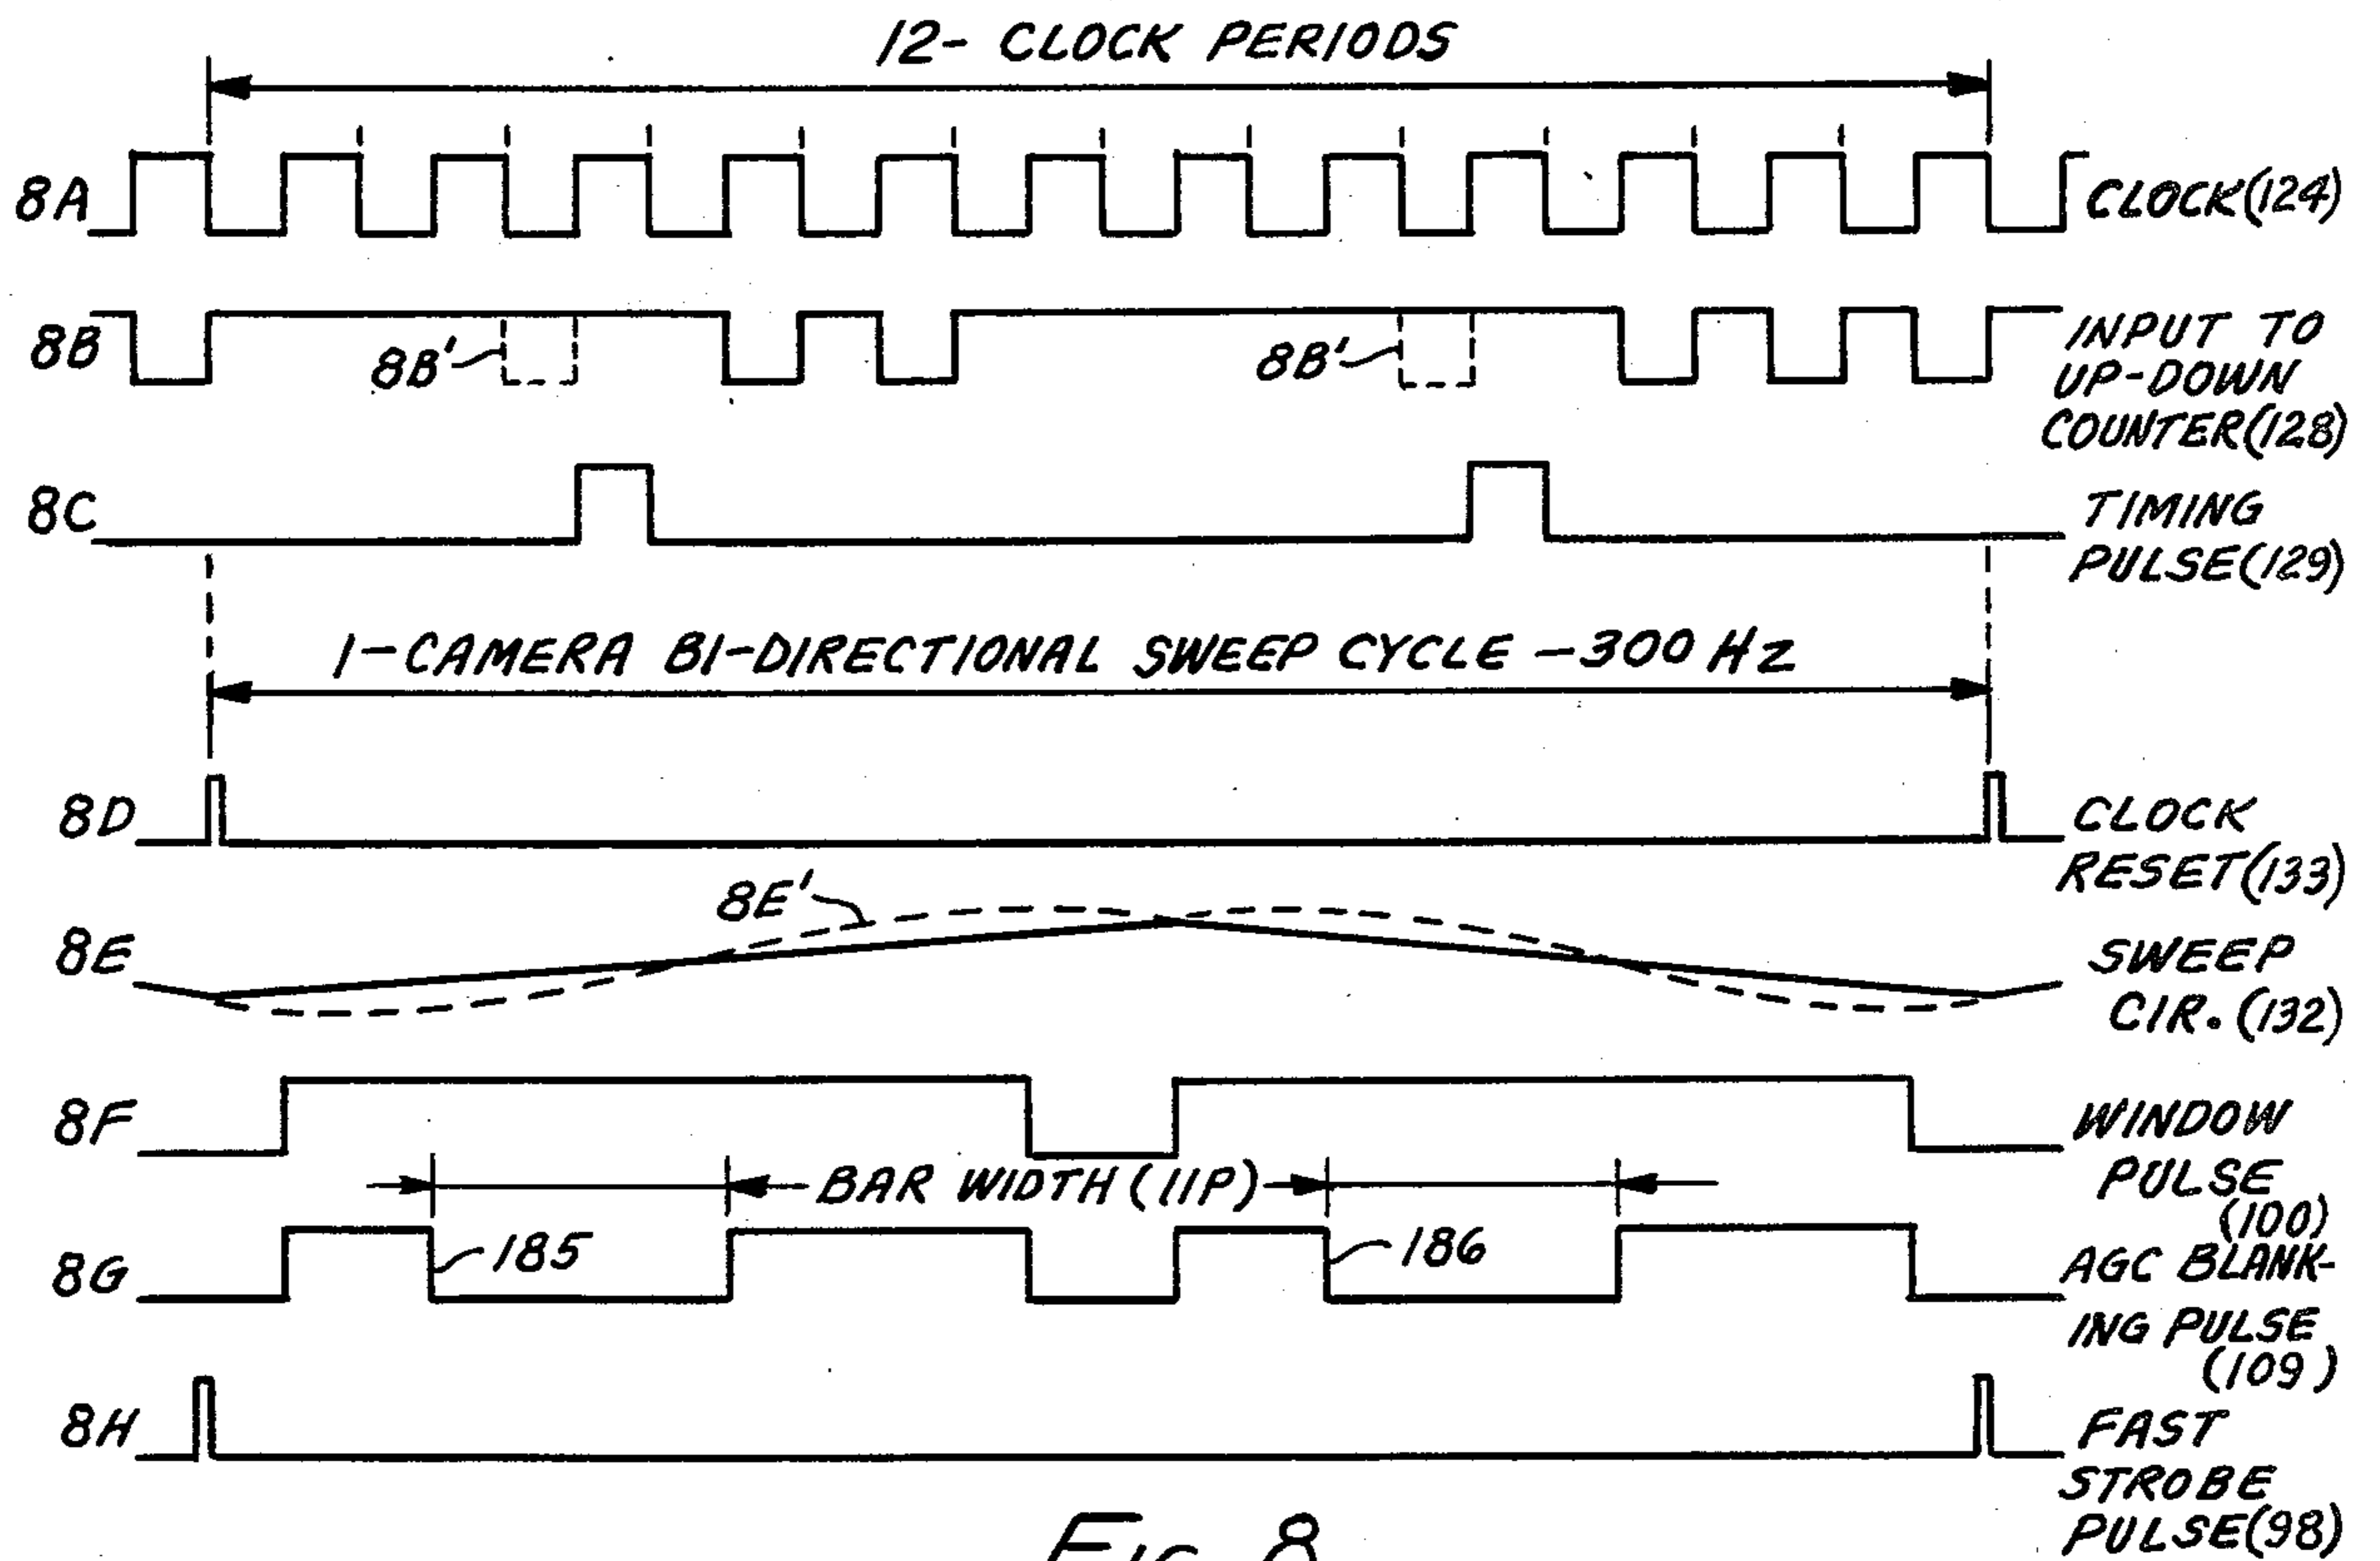 12- CLOCK PERIODS
8A
CLOCK(124)
8B
8B'
8B'
INPUT TO
UP-DOWN
COUNTER(128)
8C
TIMING
PULSE(129)
1-CAMERA BI-DIRECTIONAL SWEEP CYCLE -300 Hz
8D
CLOCK
RESET(133)
8E'
8E
SWEEP
CIR.(132)
8F
WINDOW
PULSE
(100)
BAR WIDTH (11P)
8G
185
186
AGC BLANK-
ING PULSE
(109)
8H
FAST
STROBE
PULSE(98)
FIG. 8